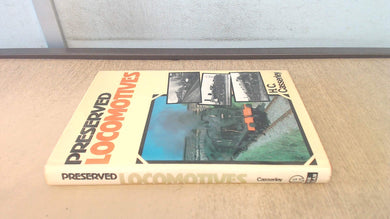 PRESERVED
LOCOMOTIVES
H.C.
Casserley
PRESERVED LOCOMOTIVES Casserley